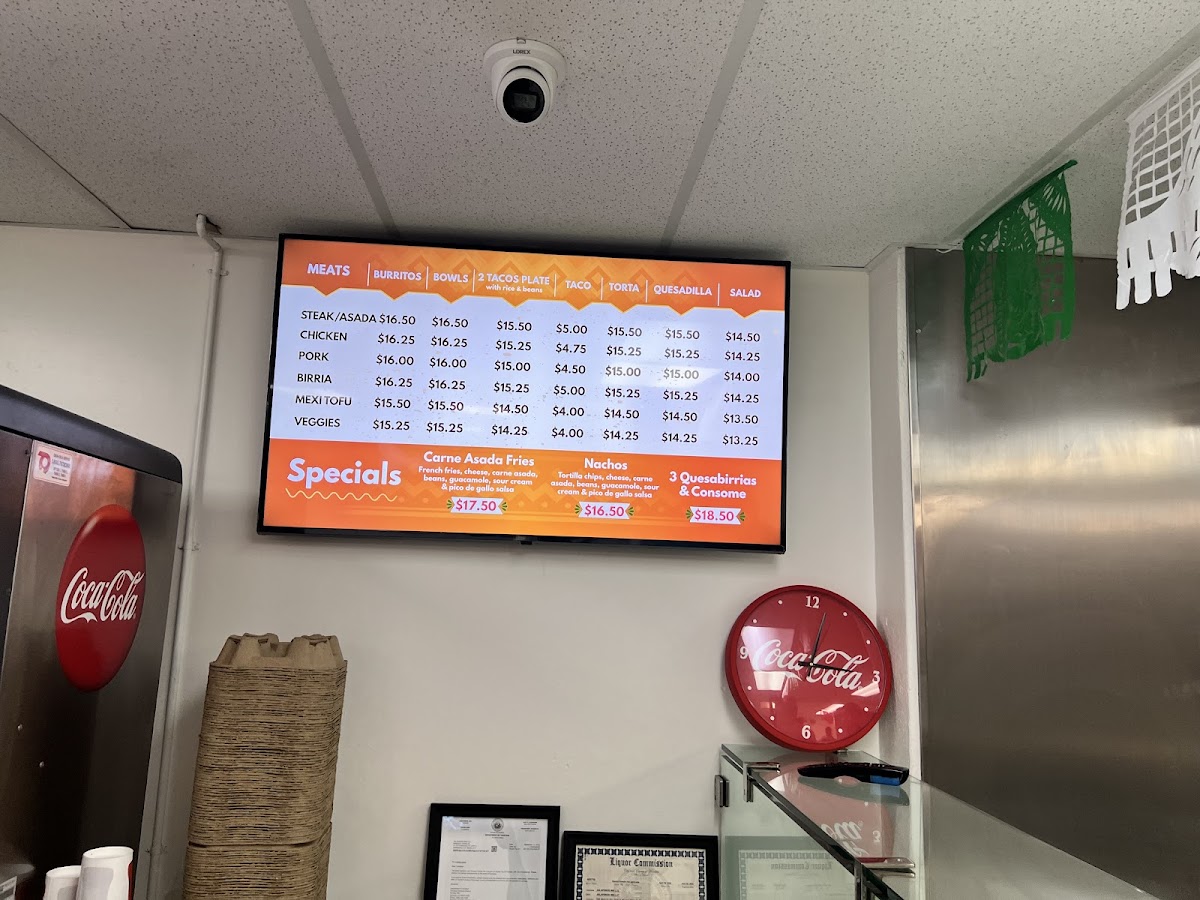 LOREX
MEATS BURRITOS BOWLS 2 TACOS PLATE with rice & beans TACO TORTA QUESADILLA SALAD
STEAK/ASADA $16.50 $16.50 $15.50 $5.00 $15.50 $15.50 $14.50
CHICKEN $16.25 $16.25 $15.25 $4.75 $15.25 $15.25 $14.25
PORK $16.00 $16.00 $15.00 $4.50 $15.00 $15.00 $14.00
BIRRIA $16.25 $16.25 $15.25 $5.00 $15.25 $15.25 $14.25
MEXI TOFU $15.50 $15.50 $14.50 $4.00 $14.50 $14.50 $13.50
VEGGIES $15.25 $15.25 $14.25 $4.00 $14.25 $14.25 $13.25
Specials
Carne Asada Fries
French fries, cheese, carne asada,
beans, guacamole, sour cream
& pico de gallo salsa
$17.50
Nachos
Tortilla chips, cheese, carne
asada, beans, guacamole, sour
cream & pico de gallo salsa
$16.50
3 Quesabirrias
& Consome
$18.50
Coca-Cola
12
9 Coca-Cola 3
6
Liquor Commission